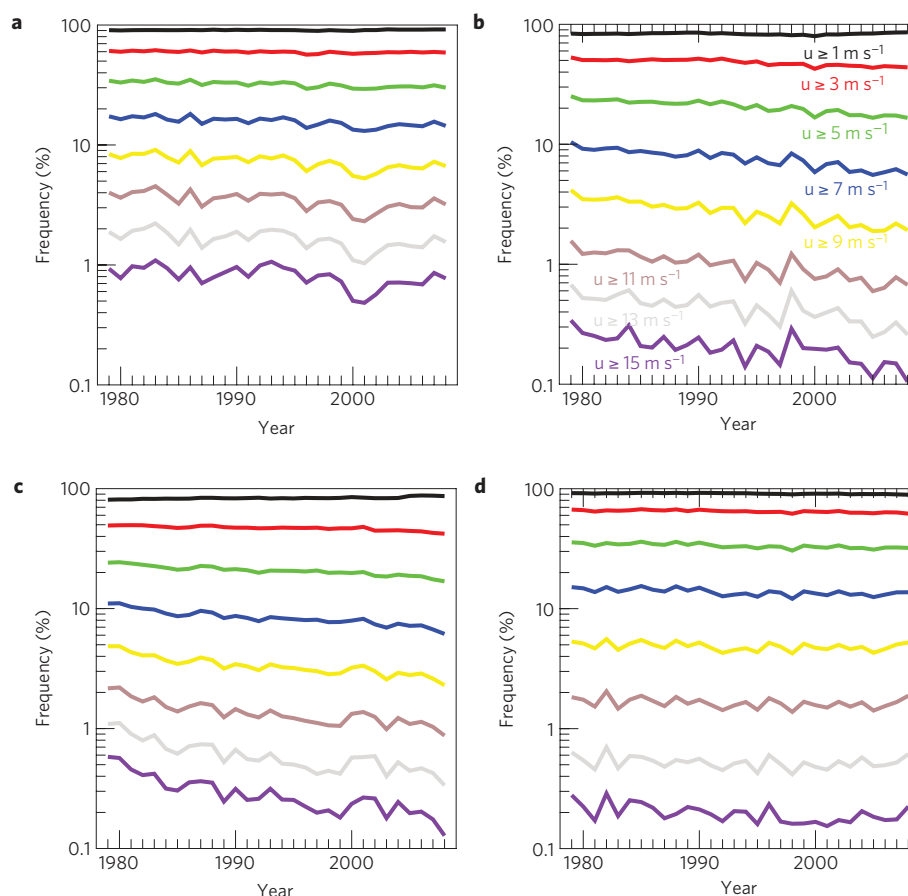 a
100
10
1
0.1
Frequency (%)
1980 1990 2000
Year
b
100
10
1
0.1
Frequency (%)
u ≥ 1 m s⁻¹
u ≥ 3 m s⁻¹
u ≥ 5 m s⁻¹
u ≥ 7 m s⁻¹
u ≥ 9 m s⁻¹
u ≥ 11 m s⁻¹
u ≥ 13 m s⁻¹
u ≥ 15 m s⁻¹
1980 1990 2000
Year
c
100
10
1
0.1
Frequency (%)
1980 1990 2000
Year
d
100
10
1
0.1
Frequency (%)
1980 1990 2000
Year